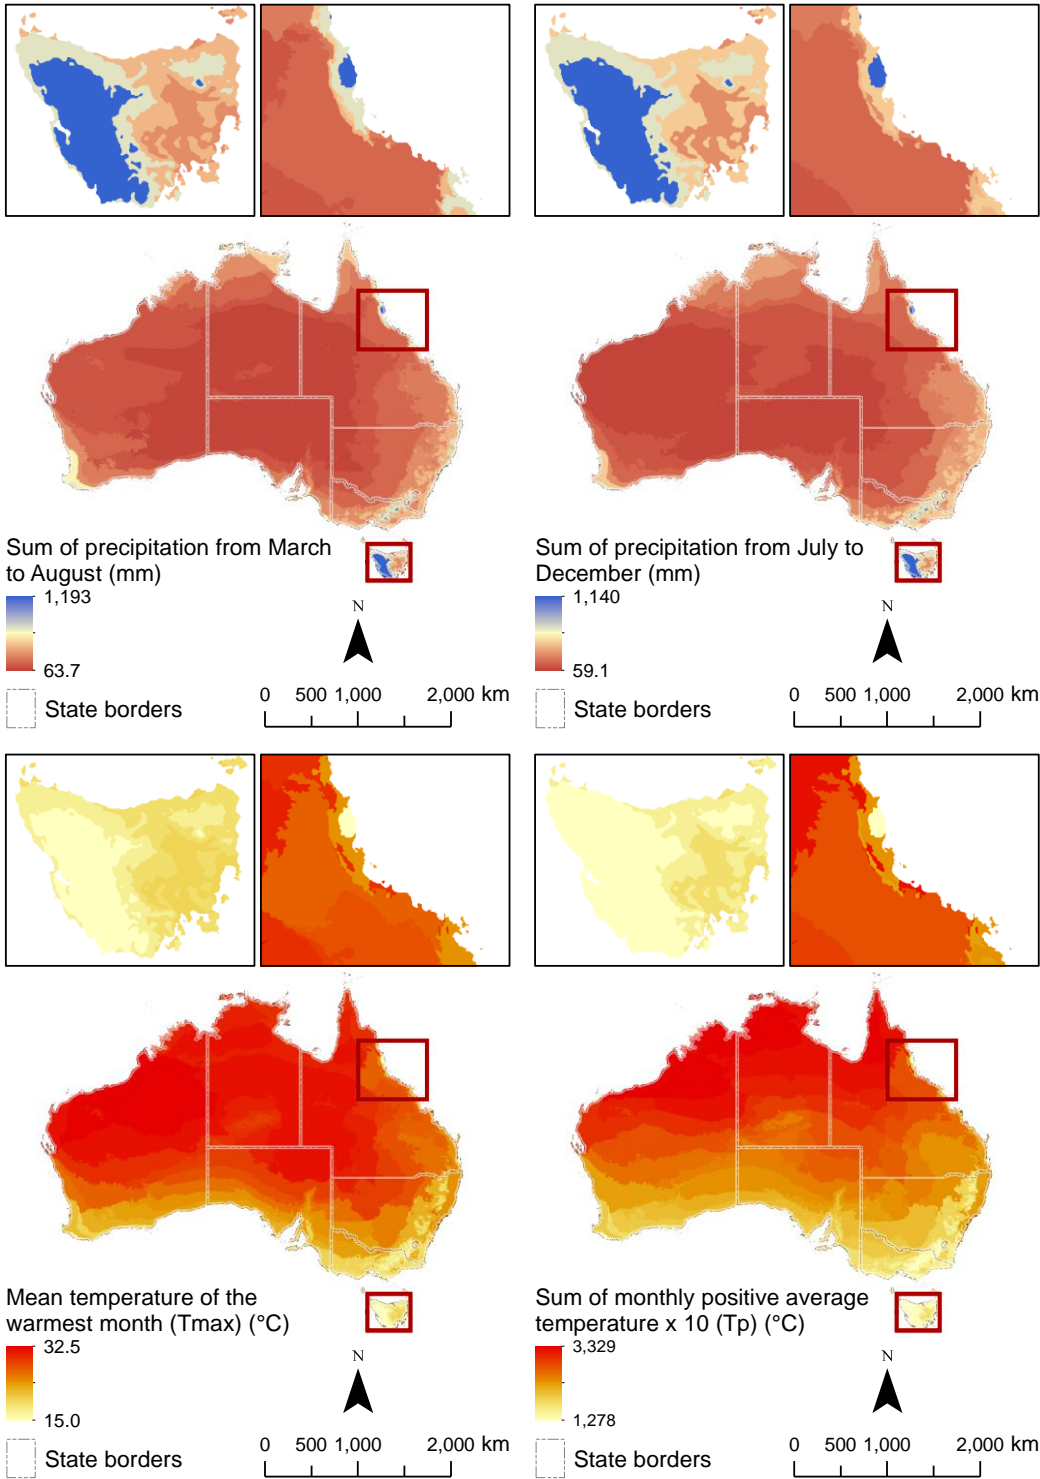 Sum of precipitation from March
to August (mm)
1,193
63.7
State borders
N
0 500 1,000 2,000 km
Sum of precipitation from July to
December (mm)
1,140
59.1
State borders
N
0 500 1,000 2,000 km
Mean temperature of the
warmest month (Tmax) (°C)
32.5
15.0
State borders
N
0 500 1,000 2,000 km
Sum of monthly positive average
temperature x 10 (Tp) (°C)
3,329
1,278
State borders
N
0 500 1,000 2,000 km